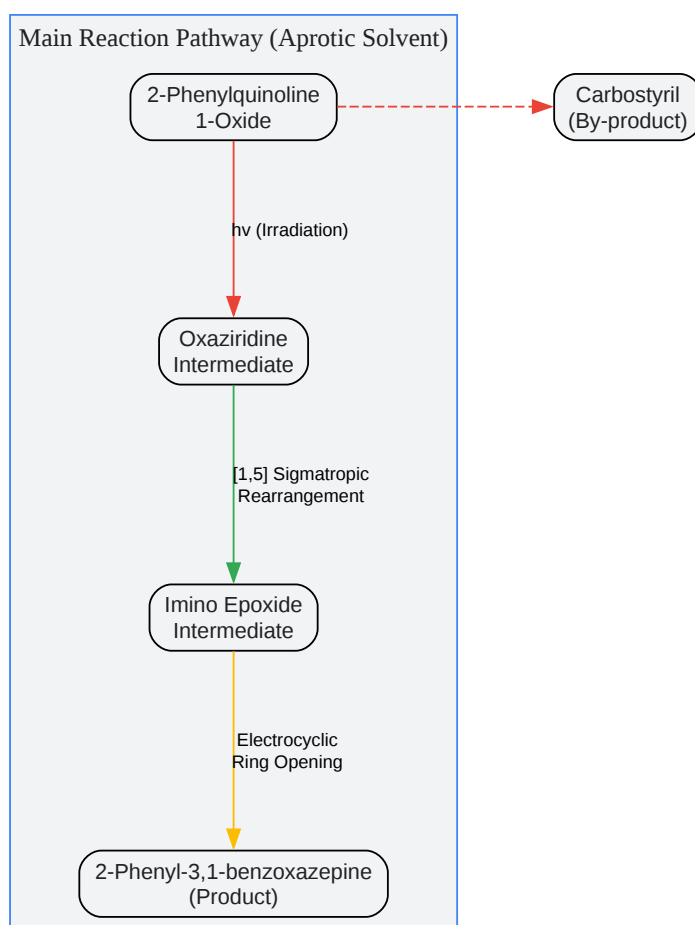 Main Reaction Pathway (Aprotic Solvent)
2-Phenylquinoline
1-Oxide
Carbostyril
(By-product)
hv (Irradiation)
Oxaziridine
Intermediate
[1,5] Sigmatropic
Rearrangement
Imino Epoxide
Intermediate
Electrocyclic
Ring Opening
2-Phenyl-3,1-benzoxazepine
(Product)